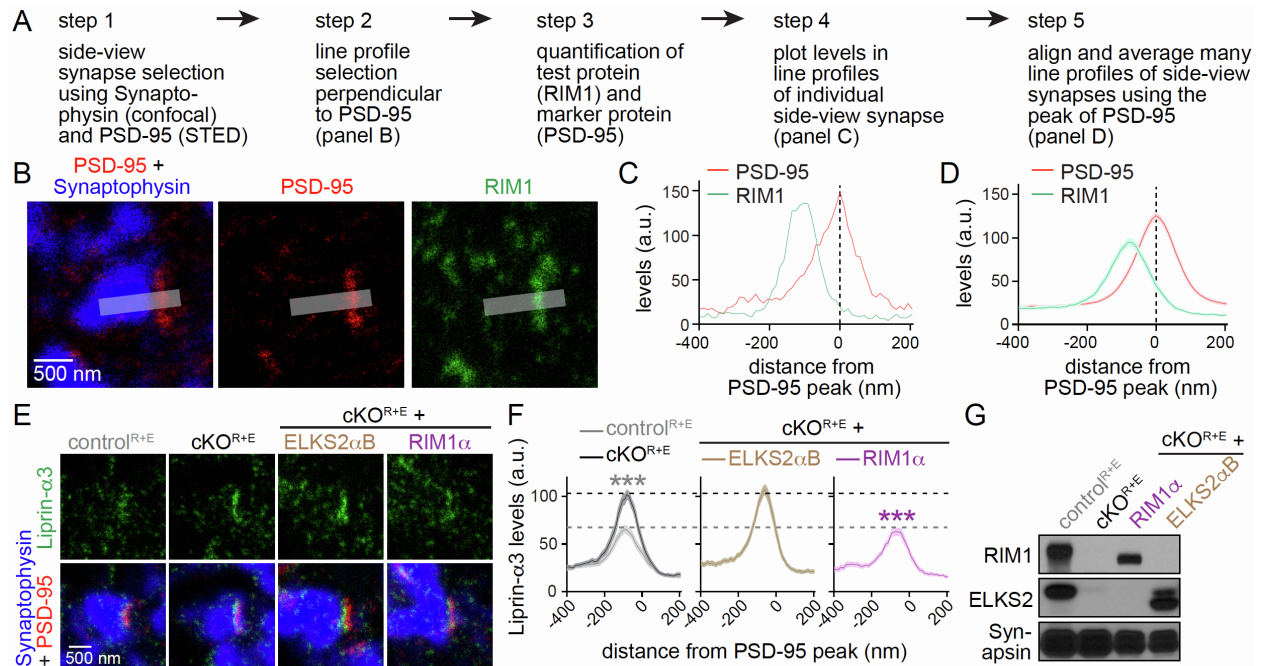 A
step 1
step 2
step 3
step 4
step 5
side-view
synapse selection
using Synapto-
physin (confocal)
and PSD-95 (STED)
line profile
selection
perpendicular
to PSD-95
(panel B)
quantification of
test protein
(RIM1) and
marker protein
(PSD-95)
plot levels in
line profiles
of individual
side-view synapse
(panel C)
align and average many
line profiles of side-view
synapses using the
peak of PSD-95
(panel D)
B
PSD-95 +
Synaptophysin
PSD-95
RIM1
500 nm
C
PSD-95
RIM1
levels (a.u.)
150
100
50
0
-400
-200
0
200
distance from
PSD-95 peak (nm)
D
PSD-95
RIM1
levels (a.u.)
150
100
50
0
-400
-200
0
200
distance from
PSD-95 peak (nm)
E
controlR+E
cKOR+E
cKOR+E +
ELKS2αB
RIM1α
Liprin-α3
Synaptophysin
+ PSD-95
500 nm
F
controlR+E
cKOR+E
cKOR+E +
ELKS2αB
RIM1α
Liprin-α3 levels (a.u.)
100
50
0
***
***
-400
-200
0
200
-400
-200
0
200
-400
-200
0
200
distance from PSD-95 peak (nm)
G
cKOR+E +
controlR+E
cKOR+E
RIM1α
ELKS2αB
RIM1
ELKS2
Syn-
apsin